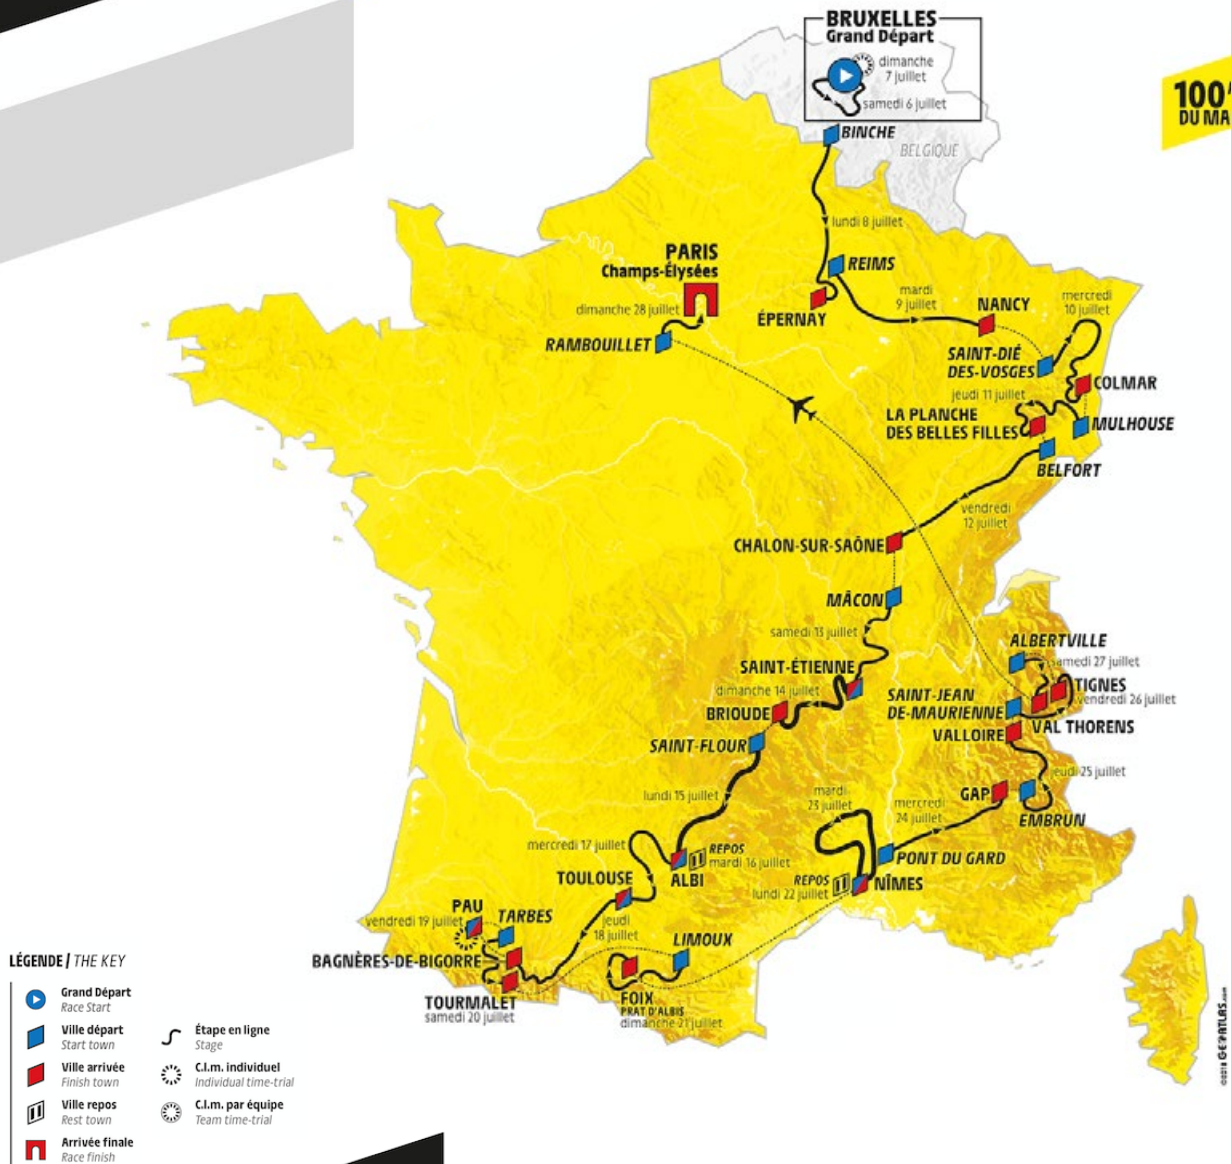 BRUXELLES
Grand Départ
dimanche
7 juillet
samedi 6 juillet
BINCHE
BELGIQUE
100
DU MA
lundi 8 juillet
REIMS
PARIS
Champs-Élysées
dimanche 28 juillet
RAMBOUILLET
ÉPERNAY
mardi
9 juillet
NANCY
mercredi
10 juillet
SAINT-DIÉ
DES-VOSGES
COLMAR
jeudi 11 juillet
LA PLANCHE
DES BELLES FILLES
MULHOUSE
BELFORT
vendredi
12 juillet
CHALON-SUR-SAÔNE
MÂCON
samedi 13 juillet
SAINT-ÉTIENNE
dimanche 14 juillet
BRIOUDE
SAINT-FLOUR
ALBERTVILLE
samedi 27 juillet
TIGNES
vendredi 26 juillet
SAINT-JEAN
DE-MAURIENNE
VAL THORENS
VALLOIRE
jeudi 25 juillet
GAP
EMBRUN
lundi 15 juillet
mardi
23 juillet
mercredi
24 juillet
mercredi 17 juillet
REPOS
mardi 16 juillet
ALBI
PONT DU GARD
REPOS
lundi 22 juillet
NÎMES
TOULOUSE
PAU
vendredi 19 juillet
TARBES
jeudi
18 juillet
LIMOUX
BAGNÈRES-DE-BIGORRE
TOURMALET
samedi 20 juillet
FOIX
PRAT D'ALBIS
dimanche 21 juillet
LÉGENDE / THE KEY
Grand Départ
Race Start
Ville départ
Start town
Ville arrivée
Finish town
Ville repos
Rest town
Arrivée finale
Race finish
Étape en ligne
Stage
C.l.m. individuel
Individual time-trial
C.l.m. par équipe
Team time-trial
©2018 GEOATLAS.com